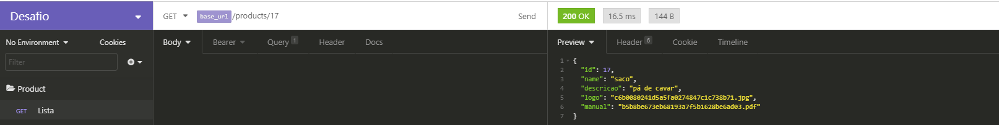 Desafio
GET base_url/products/17 Send
200 OK 16.5 ms 144 B
No Environment Cookies
Body Bearer Query 1 Header Docs
Preview Header 6 Cookie Timeline
Filter
Product
GET Lista
1 {
2 "id": 17,
3 "name": "saco",
4 "descricao": "pá de cavar",
5 "logo": "c6b0080241d5a5fa0274847c1c738b71.jpg",
6 "manual": "b5b8be673eb68193a7f5b1628be6ad03.pdf"
7 }